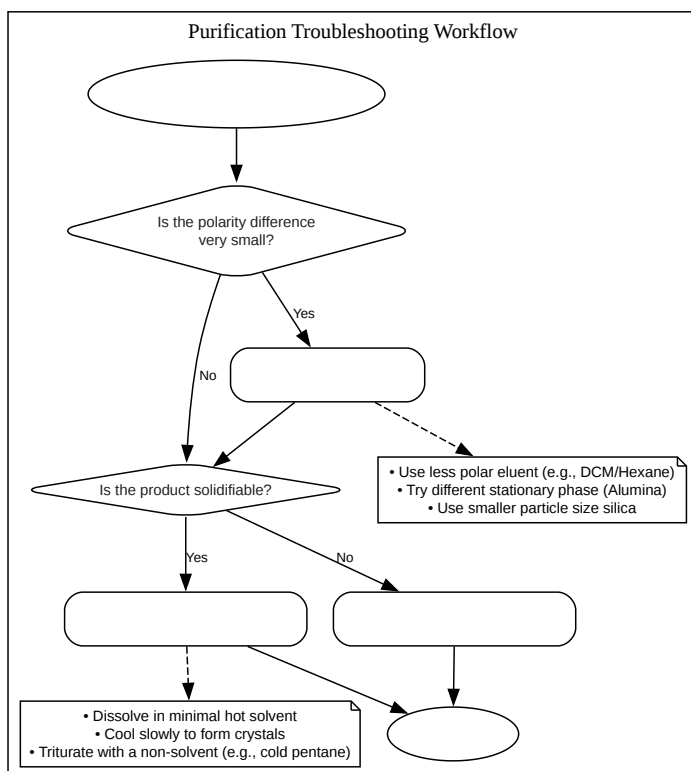 Purification Troubleshooting Workflow
Is the polarity difference
very small?
Yes
No
• Use less polar eluent (e.g., DCM/Hexane)
• Try different stationary phase (Alumina)
• Use smaller particle size silica
Is the product solidifiable?
Yes
No
• Dissolve in minimal hot solvent
• Cool slowly to form crystals
• Triturate with a non-solvent (e.g., cold pentane)